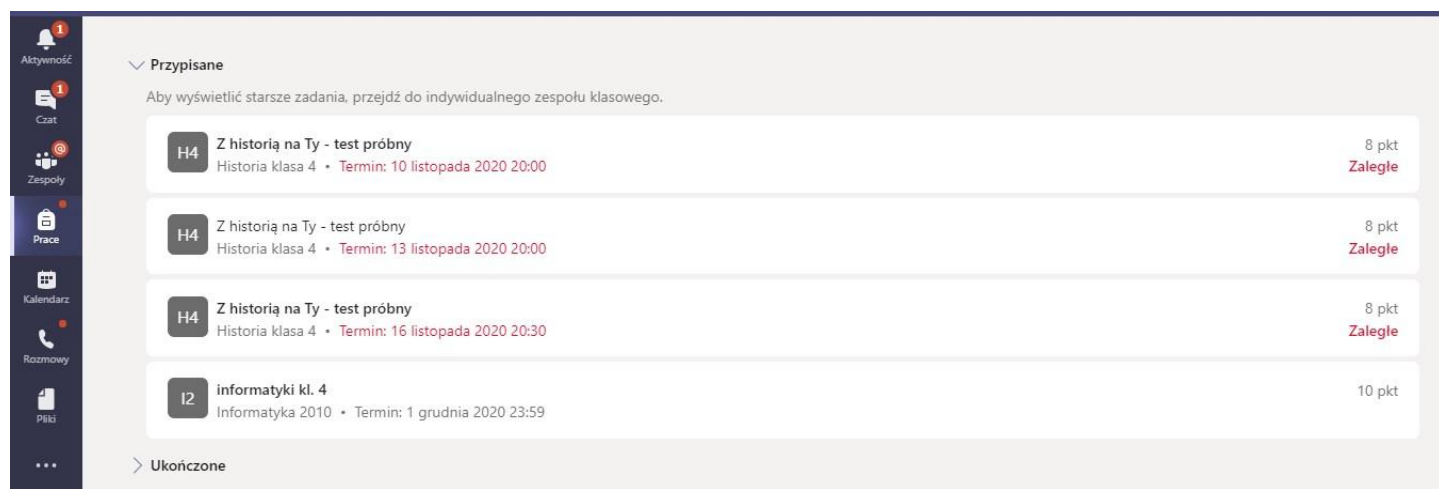 1
Aktywność
1
Czat
@
Zespoły
Prace
Kalendarz
Rozmowy
Pliki
...
Przypisane
Aby wyświetlić starsze zadania, przejdź do indywidualnego zespołu klasowego.
H4
Z historią na Ty - test próbny
8 pkt
Historia klasa 4 • Termin: 10 listopada 2020 20:00
Zaległe
H4
Z historią na Ty - test próbny
8 pkt
Historia klasa 4 • Termin: 13 listopada 2020 20:00
Zaległe
H4
Z historią na Ty - test próbny
8 pkt
Historia klasa 4 • Termin: 16 listopada 2020 20:30
Zaległe
I2
informatyki kl. 4
10 pkt
Informatyka 2010 • Termin: 1 grudnia 2020 23:59
Ukończone